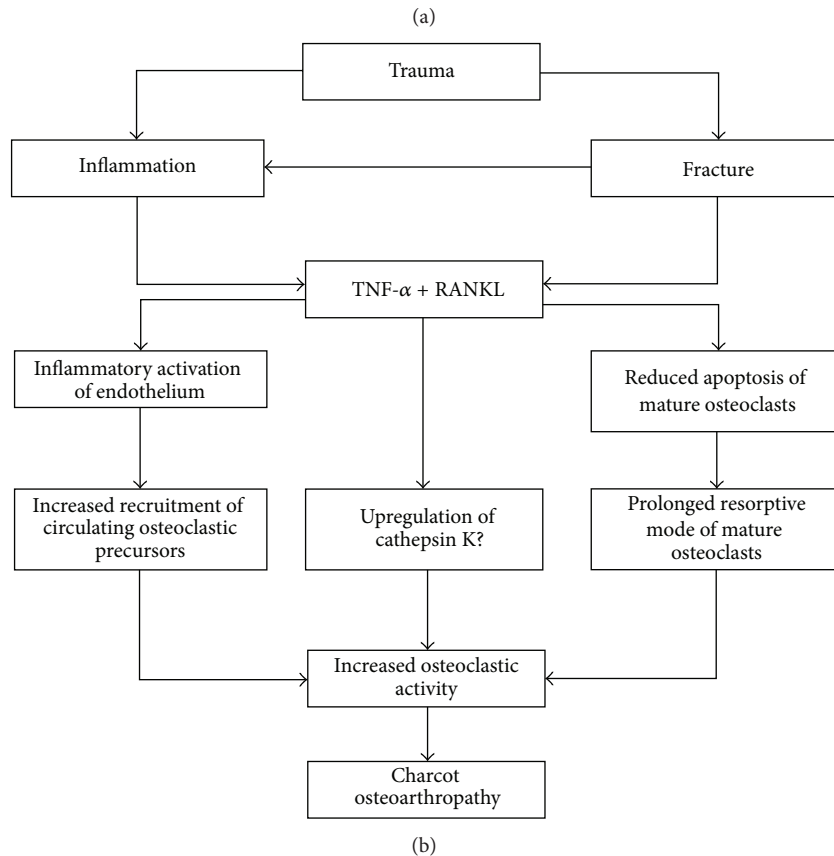 (a)
Trauma
Inflammation
Fracture
TNF-α + RANKL
Inflammatory activation
of endothelium
Reduced apoptosis of
mature osteoclasts
Increased recruitment of
circulating osteoclastic
precursors
Upregulation of
cathepsin K?
Prolonged resorptive
mode of mature
osteoclasts
Increased osteoclastic
activity
Charcot
osteoarthropathy
(b)